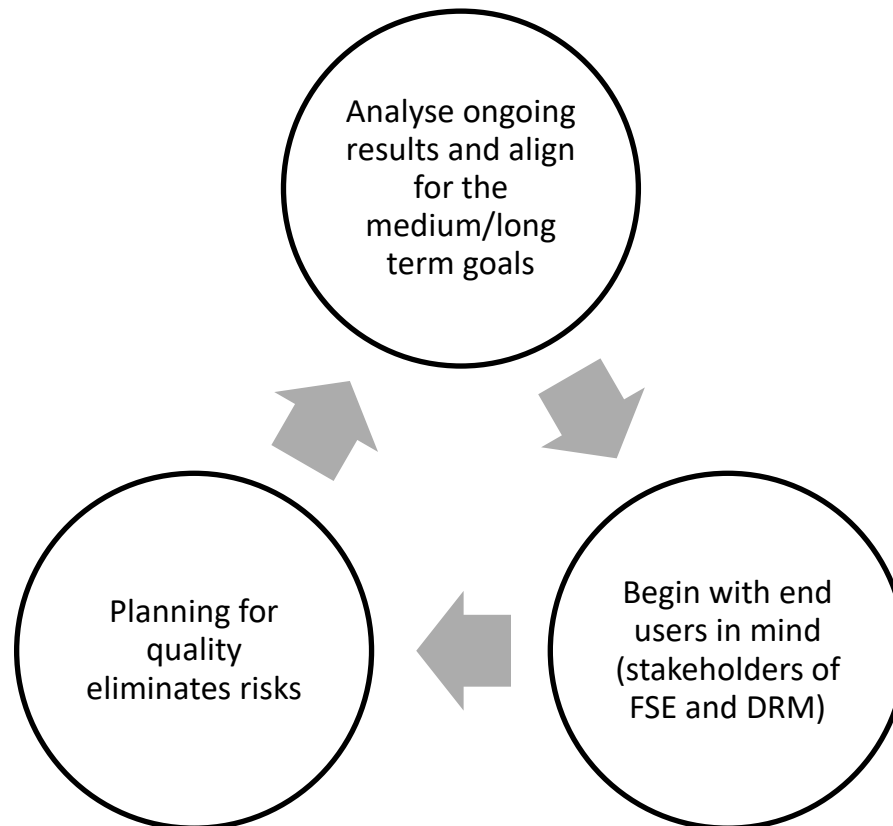 Analyse ongoing
results and align
for the
medium/long
term goals
Planning for
quality
eliminates risks
Begin with end
users in mind
(stakeholders of
FSE and DRM)